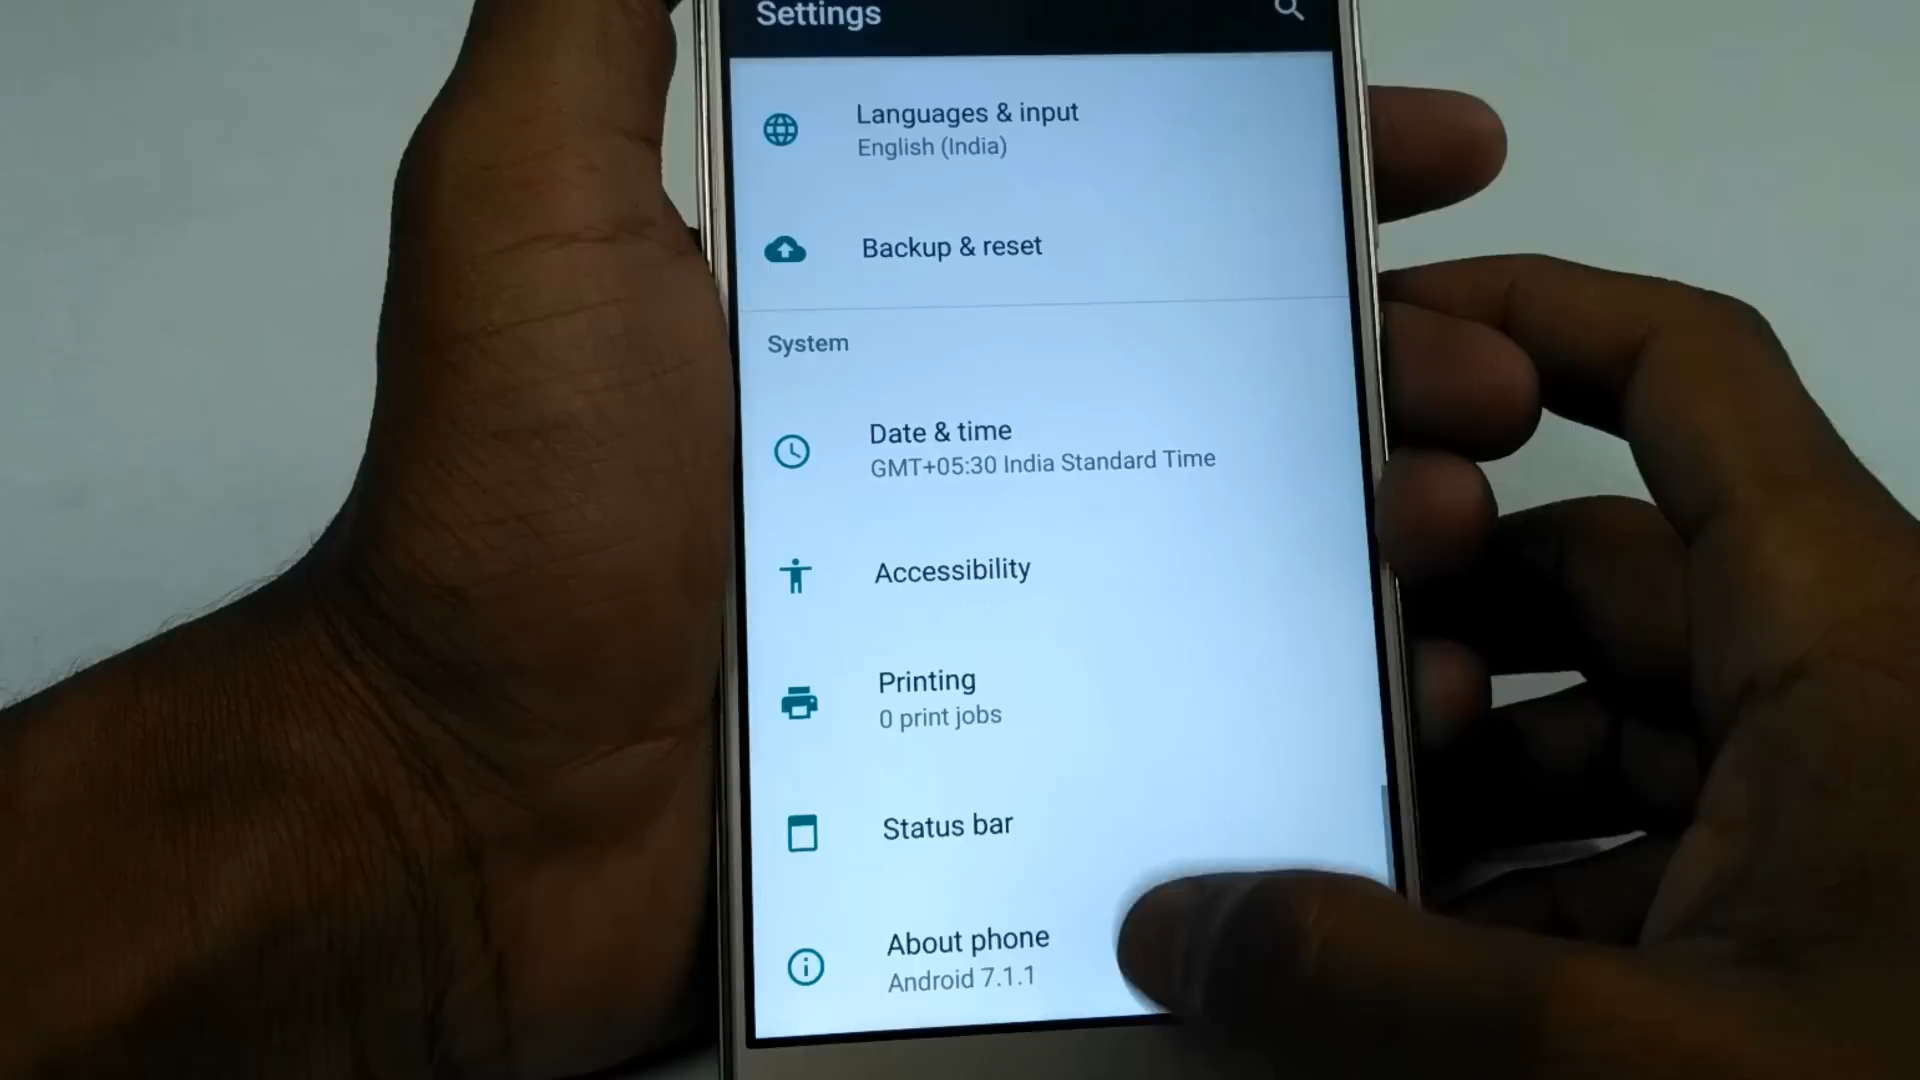 Settings
Languages & input
English (India)
Backup & reset
System
Date & time
GMT+05:30 India Standard Time
Accessibility
Printing
0 print jobs
Status bar
About phone
Android 7.1.1